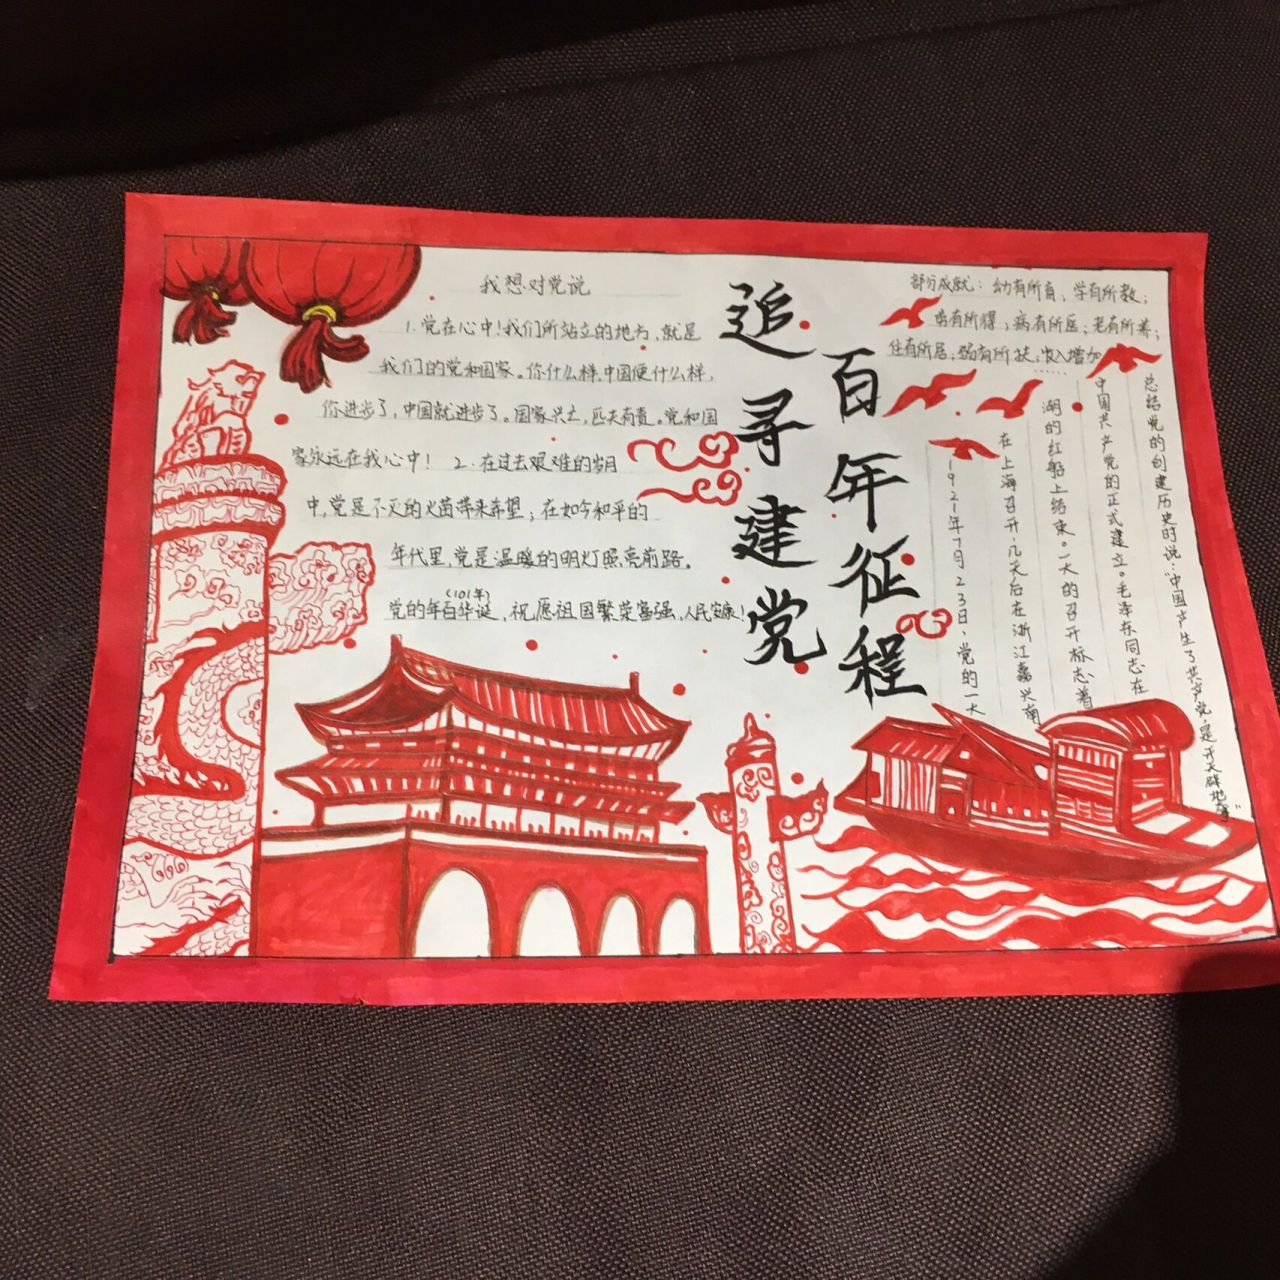 我想对党说
1.党在心中！我们所站立的地方，就是
我们的党和国家。你什么样，中国便什么样，
你进步了，中国就进步了。国家兴亡，匹夫有责。党和国
家永远在我心中！ 2.在过去艰难的岁月
中，党是不灭的火苗带来希望；在如今和平的
年代里，党是温暖的明灯照亮前路。
(101年)
党的年百华诞，祝愿祖国繁荣富强，人民安康！
追寻建党
百年征程
部分成就：幼有所育，学有所教；
劳有所得，病有所医；老有所养；
住有所居，弱有所扶，收入增加
……
1921年7月23日，党的一大
在上海召开，几天后在浙江嘉兴南
湖的红船上结束。一大的召开标志着
中国共产党的正式建立。毛泽东同志在
总结党的创建历史时说：“中国产生了共产党，是开天辟地